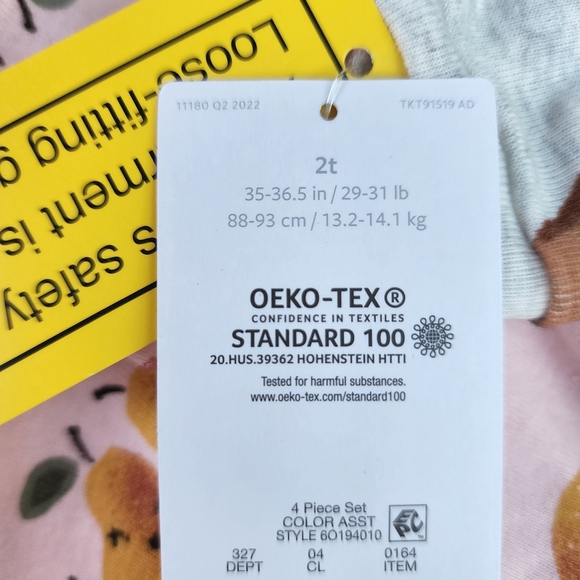 Loose-fitting g
rment is
s safety
11180 Q2 2022 TKT91519 AD
2t
35-36.5 in / 29-31 lb
88-93 cm / 13.2-14.1 kg
OEKO-TEX®
CONFIDENCE IN TEXTILES
STANDARD 100
20.HUS.39362 HOHENSTEIN HTTI
Tested for harmful substances.
www.oeko-tex.com/standard100
4 Piece Set
COLOR ASST
STYLE 6O194010
EPC
327 04 0164
DEPT CL ITEM